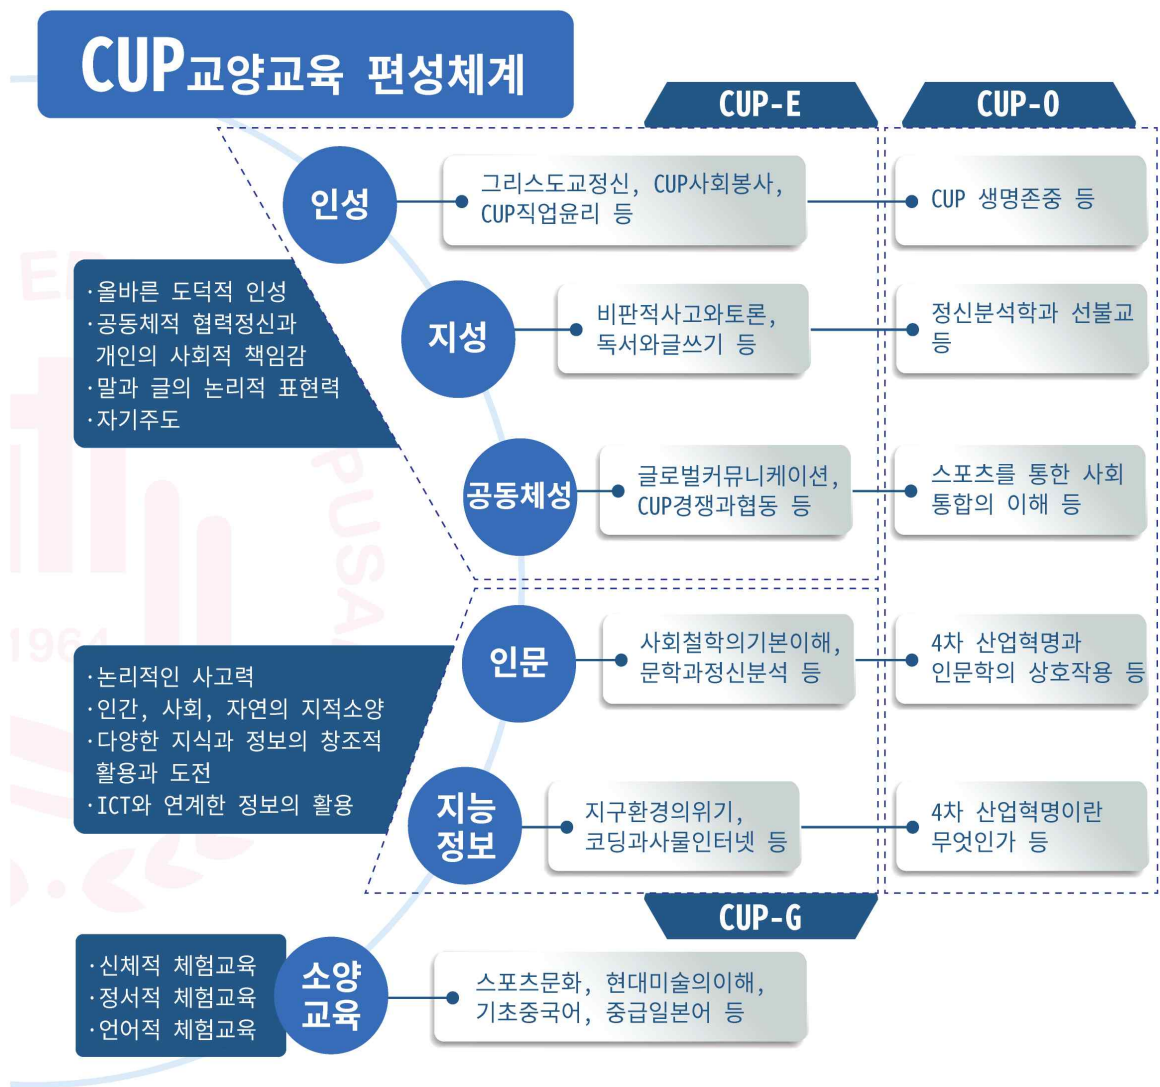 CUP교양교육 편성체계
CUP-E
CUP-O
인성
그리스도교정신, CUP사회봉사,
CUP직업윤리 등
CUP 생명존중 등
·올바른 도덕적 인성
·공동체적 협력정신과
개인의 사회적 책임감
·말과 글의 논리적 표현력
·자기주도
지성
비판적사고와토론,
독서와글쓰기 등
정신분석학과 선불교
등
공동체성
글로벌커뮤니케이션,
CUP경쟁과협동 등
스포츠를 통한 사회
통합의 이해 등
PUSA
1964
인문
사회철학의기본이해,
문학과정신분석 등
4차 산업혁명과
인문학의 상호작용 등
·논리적인 사고력
·인간, 사회, 자연의 지적소양
·다양한 지식과 정보의 창조적
활용과 도전
·ICT와 연계한 정보의 활용
지능
정보
지구환경의위기,
코딩과사물인터넷 등
4차 산업혁명이란
무엇인가 등
CUP-G
·신체적 체험교육
·정서적 체험교육
·언어적 체험교육
소양
교육
스포츠문화, 현대미술의이해,
기초중국어, 중급일본어 등